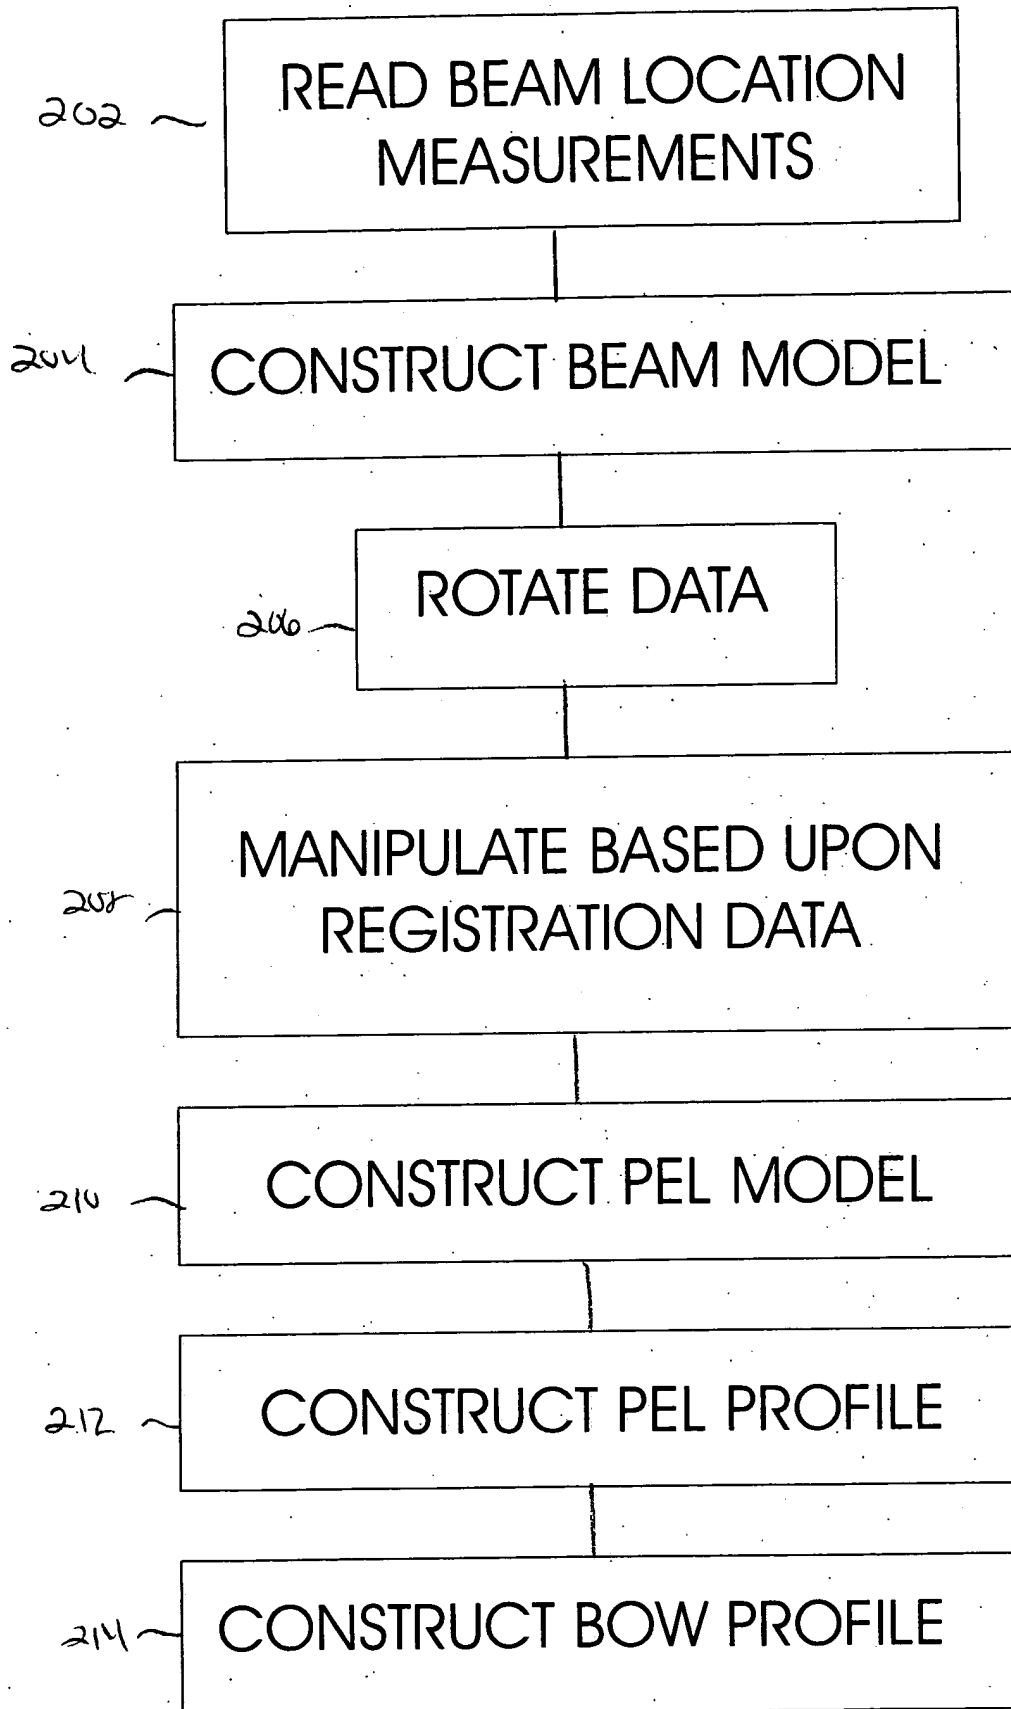 202
READ BEAM LOCATION
MEASUREMENTS
204
CONSTRUCT BEAM MODEL
ROTATE DATA
206
MANIPULATE BASED UPON
REGISTRATION DATA
208
CONSTRUCT PEL MODEL
210
CONSTRUCT PEL PROFILE
212
CONSTRUCT BOW PROFILE
214